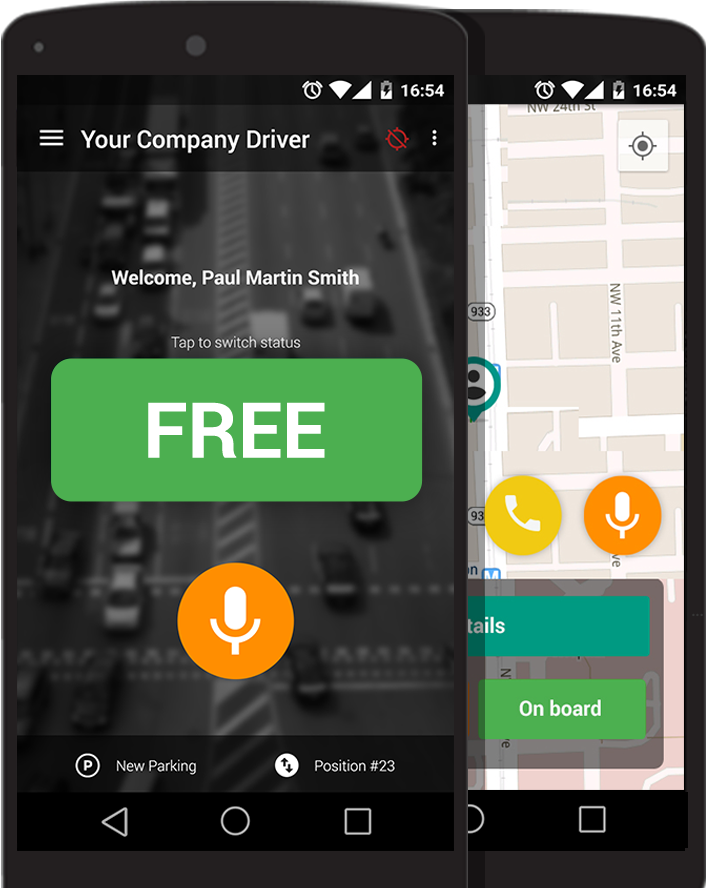 16:54
Your Company Driver
Welcome, Paul Martin Smith
Tap to switch status
FREE
P New Parking
Position #23
16:54
NW 24th St
933
NW 11th Ave
93
M
tails
On board